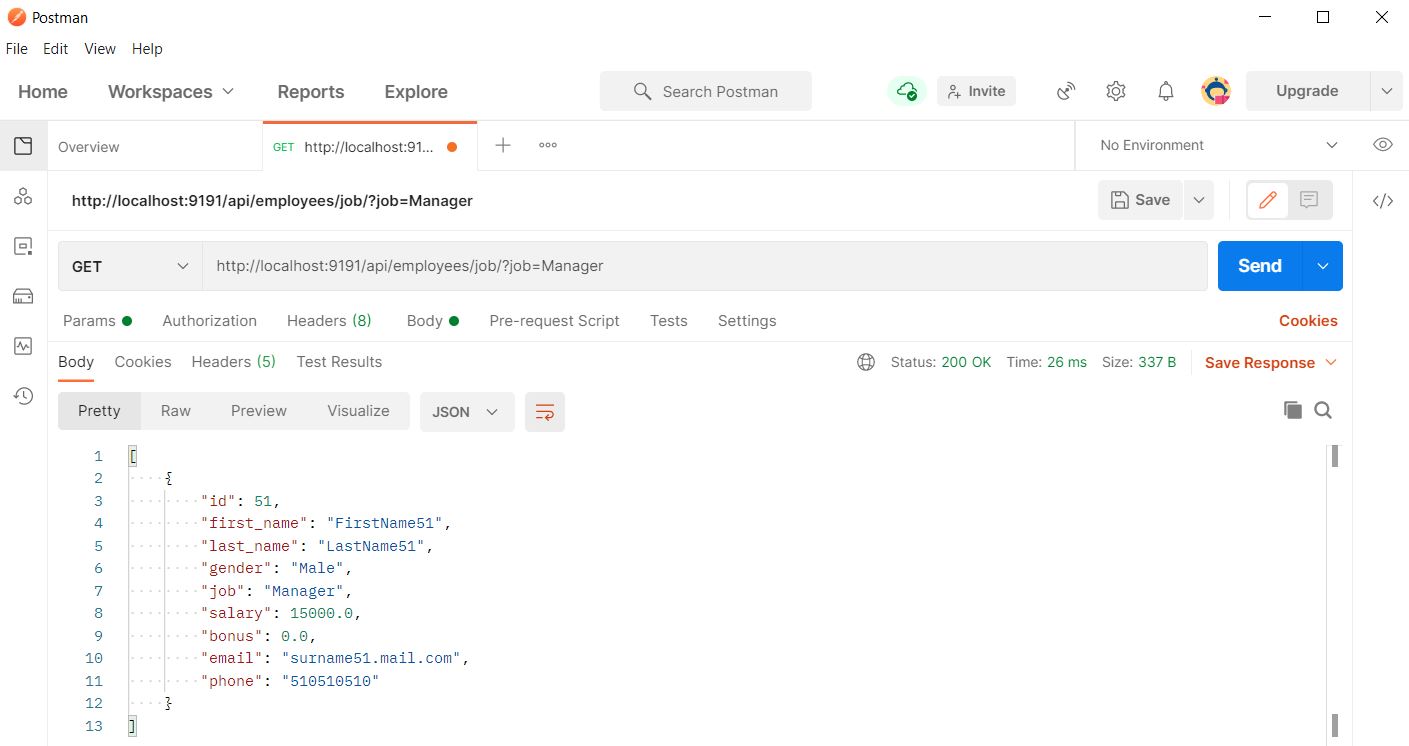 Postman
File Edit View Help
Home Workspaces Reports Explore Search Postman Invite Upgrade
Overview GET http://localhost:91... No Environment
http://localhost:9191/api/employees/job/?job=Manager Save
GET http://localhost:9191/api/employees/job/?job=Manager Send
Params Authorization Headers (8) Body Pre-request Script Tests Settings Cookies
Body Cookies Headers (5) Test Results Status: 200 OK Time: 26 ms Size: 337 B Save Response
Pretty Raw Preview Visualize JSON
1 [
2 {
3 "id": 51,
4 "first_name": "FirstName51",
5 "last_name": "LastName51",
6 "gender": "Male",
7 "job": "Manager",
8 "salary": 15000.0,
9 "bonus": 0.0,
10 "email": "surname51.mail.com",
11 "phone": "510510510"
12 }
13 ]